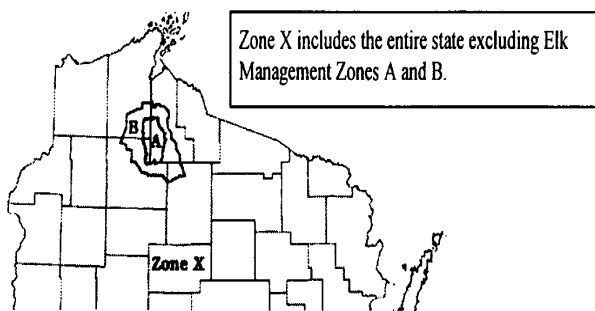 Zone X includes the entire state excluding Elk
Management Zones A and B.
B
A
Zone X